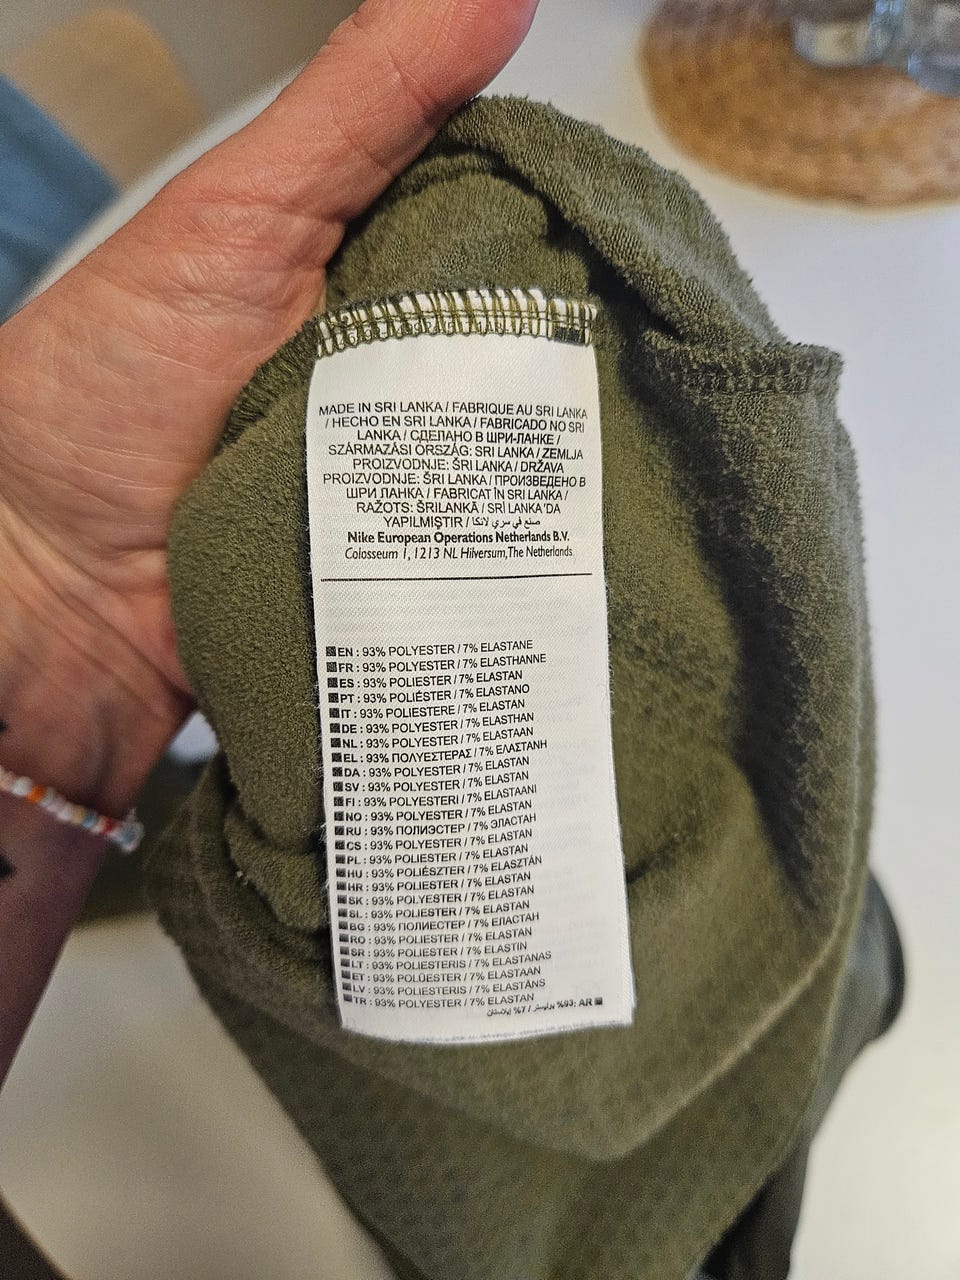 MADE IN SRI LANKA / FABRIQUE AU SRI LANKA
/ HECHO EN SRI LANKA / FABRICADO NO SRI
LANKA / СДЕЛАНО В ШРИ-ЛАНКЕ /
SZÁRMAZÁSI ORSZÁG: SRI LANKA / ZEMLJA
PROIZVODNJE: ŠRI LANKA / DRŽAVA
PROIZVODNJE: ŠRI LANKA / ПРОИЗВЕДЕНО В
ШРИ ЛАНКА / FABRICAT ÎN SRI LANKA /
RAŽOTS: ŠRILANKĀ / SRİ LANKA'DA
YAPILMIŞTIR / صنع في سري لانكا
Nike European Operations Netherlands B.V.
Colosseum 1, 1213 NL Hilversum, The Netherlands
EN : 93% POLYESTER / 7% ELASTANE
FR : 93% POLYESTER / 7% ELASTHANNE
ES : 93% POLIESTER / 7% ELASTAN
PT : 93% POLIÉSTER / 7% ELASTANO
IT : 93% POLIESTERE / 7% ELASTAN
DE : 93% POLYESTER / 7% ELASTHAN
NL : 93% POLYESTER / 7% ELASTAAN
EL : 93% ΠΟΛΥΕΣΤΕΡΑΣ / 7% ΕΛΑΣΤΑΝΗ
DA : 93% POLYESTER / 7% ELASTAN
SV : 93% POLYESTER / 7% ELASTAN
FI : 93% POLYESTERI / 7% ELASTAANI
NO : 93% POLYESTER / 7% ELASTAN
RU : 93% ПОЛИЭСТЕР / 7% ЭЛАСТАН
CS : 93% POLYESTER / 7% ELASTAN
PL : 93% POLIESTER / 7% ELASTAN
HU : 93% POLIÉSZTER / 7% ELASZTÁN
HR : 93% POLIESTER / 7% ELASTAN
SK : 93% POLYESTER / 7% ELASTAN
SL : 93% POLIESTER / 7% ELASTAN
BG : 93% ПОЛИЕСТЕР / 7% ЕЛАСТАН
RO : 93% POLIESTER / 7% ELASTAN
SR : 93% POLIESTER / 7% ELASTIN
LT : 93% POLIESTERIS / 7% ELASTANAS
ET : 93% POLÜESTER / 7% ELASTAAN
LV : 93% POLIESTERIS / 7% ELASTĀNS
TR : 93% POLYESTER / 7% ELASTAN
AR :93% بوليستر / 7% إيلاستان